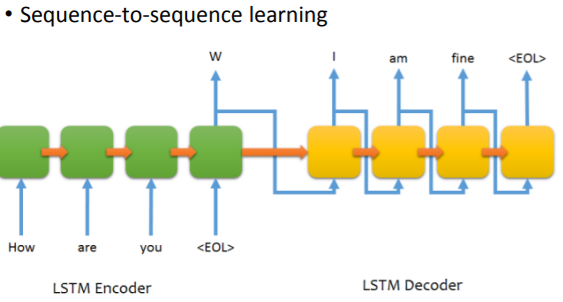 • Sequence-to-sequence learning
W I am fine <EOL>
How are you <EOL>
LSTM Encoder LSTM Decoder